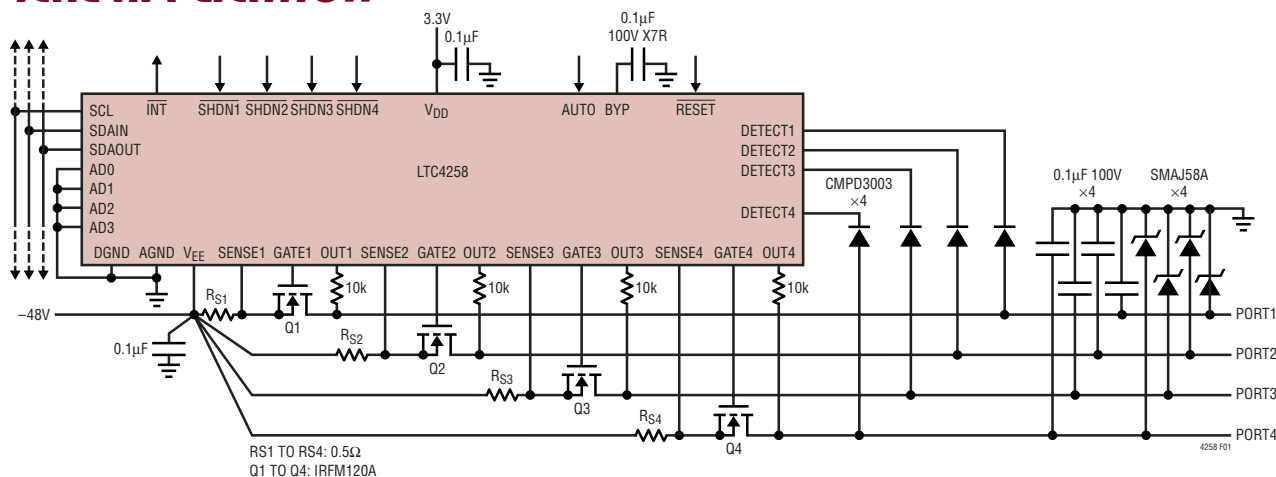 3.3V
0.1µF
0.1µF
100V X7R
SCL
SDAIN
SDAOUT
AD0
AD1
AD2
AD3
INT
SHDN1 SHDN2 SHDN3 SHDN4
VDD
AUTO BYP
RESET
LTC4258
DETECT1
DETECT2
DETECT3
DETECT4
DGND AGND VEE SENSE1 GATE1 OUT1 SENSE2 GATE2 OUT2 SENSE3 GATE3 OUT3 SENSE4 GATE4 OUT4
CMPD3003
×4
0.1µF 100V
×4
SMAJ58A
×4
10k
10k
10k
10k
–48V
0.1µF
RS1
Q1
RS2
Q2
RS3
Q3
RS4
Q4
PORT1
PORT2
PORT3
PORT4
RS1 TO RS4: 0.5Ω
Q1 TO Q4: IRFM120A
4258 F01